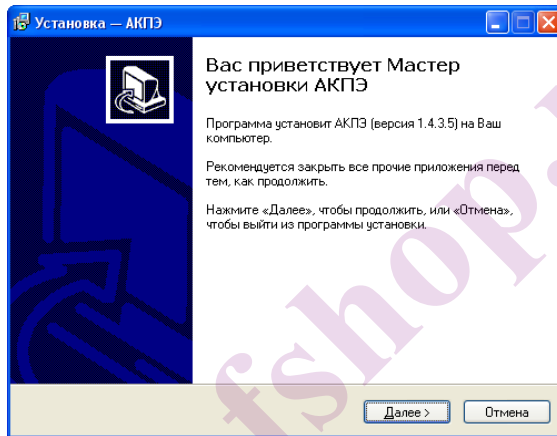 Установка — АКПЭ
Вас приветствует Мастер
установки АКПЭ
Программа установит АКПЭ (версия 1.4.3.5) на Ваш
компьютер.
Рекомендуется закрыть все прочие приложения перед
тем, как продолжить.
Нажмите «Далее», чтобы продолжить, или «Отмена»,
чтобы выйти из программы установки.
Далее >
Отмена
fshop.